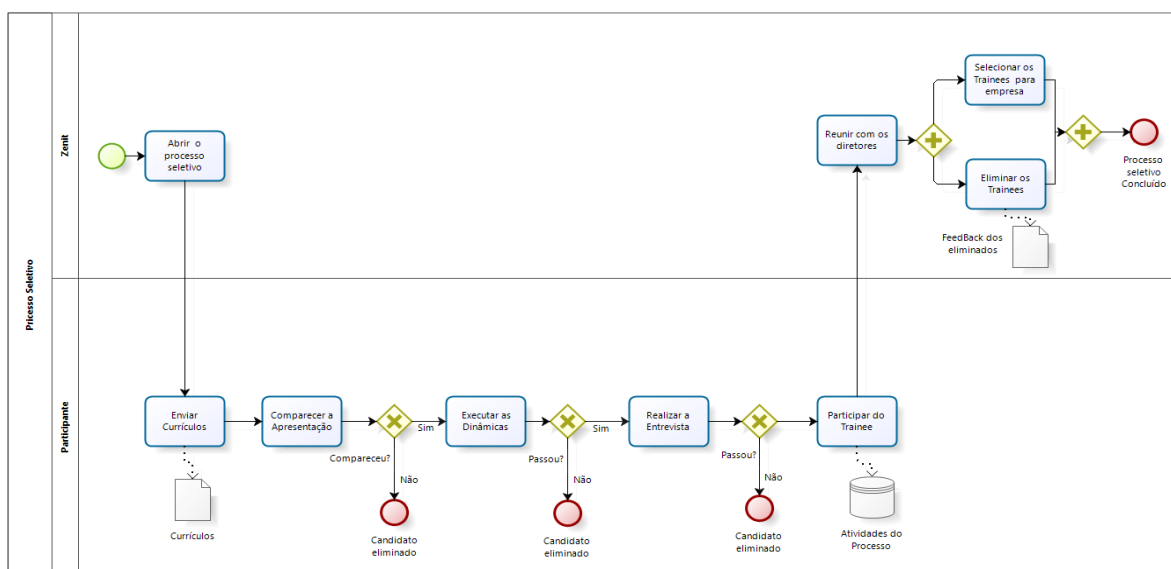 Pricesso Seletivo
Zenit
Abrir o
processo
seletivo
Reunir com os
diretores
Selecionar os
Trainees para
empresa
Eliminar os
Trainees
FeedBack dos
eliminados
Processo
seletivo
Concluído
Participante
Enviar
Currículos
Currículos
Comparecer a
Apresentação
Compareceu?
Sim
Não
Candidato
eliminado
Executar as
Dinámicas
Passou?
Sim
Não
Candidato
eliminado
Realizar a
Entrevista
Passou?
Não
Candidato
eliminado
Participar do
Trainee
Atividades do
Processo